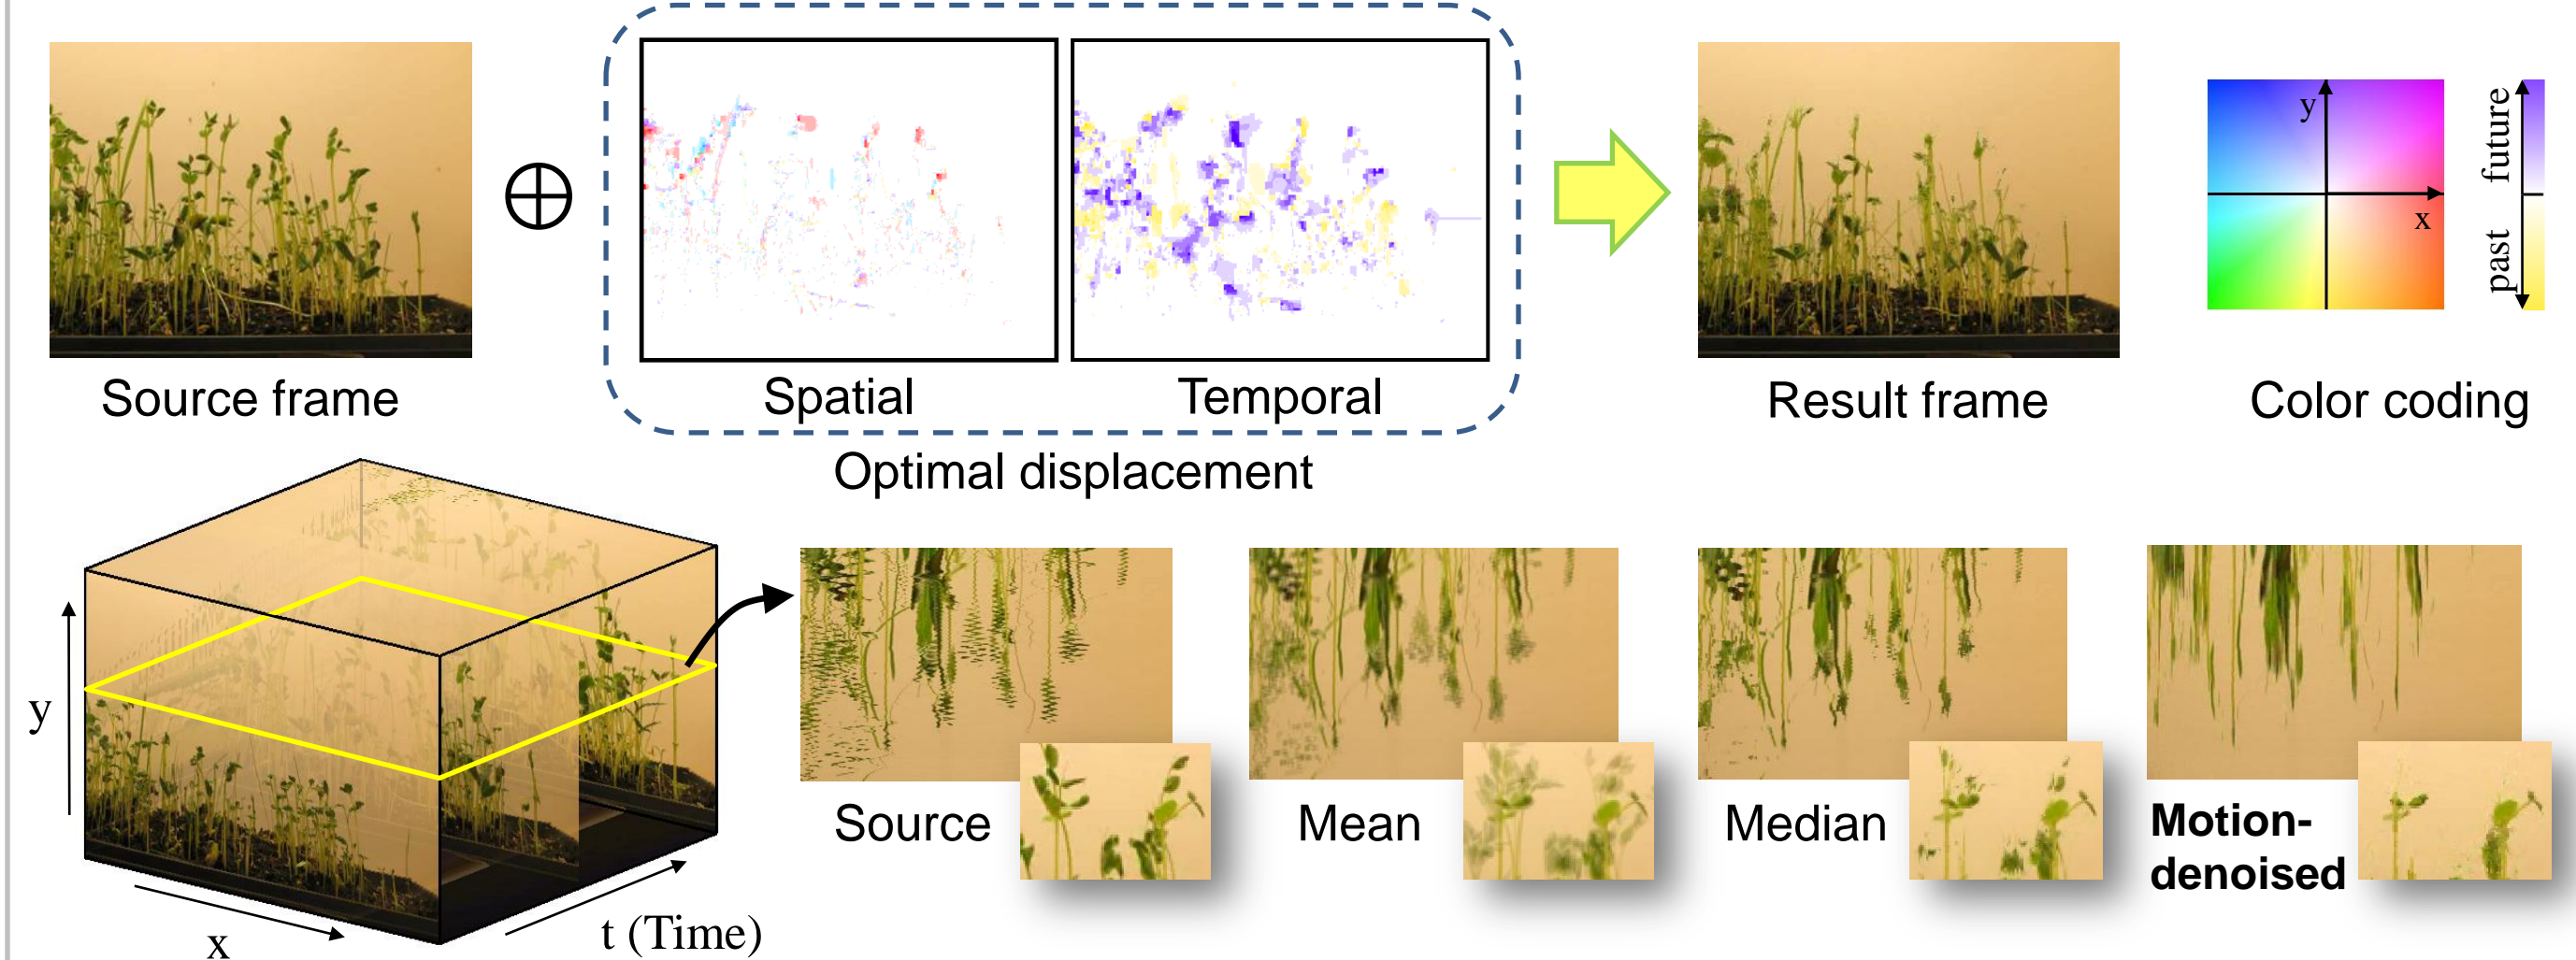 Source frame
Spatial
Temporal
Optimal displacement
Result frame
y
x
future
past
Color coding
y
x
t (Time)
Source
Mean
Median
Motion-
denoised